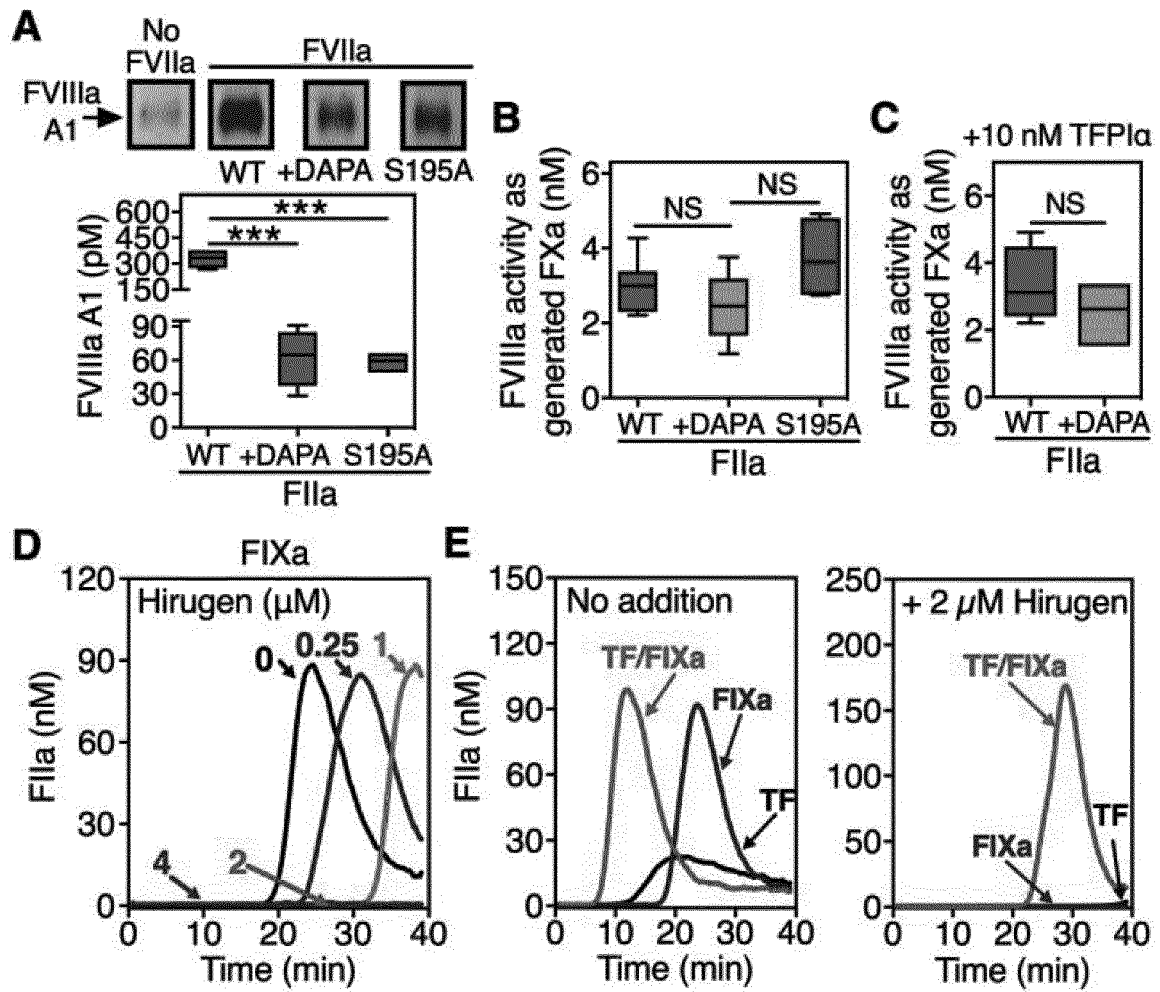 A
No
FVIIa
FVIIa
FVIIIa
A1
WT +DAPA S195A
FVIIIa A1 (pM)
600
450
300
150
90
60
30
0
***
***
WT +DAPA S195A
FIIa
B
FVIIIa activity as
generated FXa (nM)
6
4
2
0
NS
NS
WT +DAPA S195A
FIIa
C
+10 nM TFPIα
FVIIIa activity as
generated FXa (nM)
6
4
2
0
NS
WT +DAPA
FIIa
D
FIXa
Hirugen (µM)
FIIa (nM)
120
90
60
30
0
0 0.25 1
4 2
0 10 20 30 40
Time (min)
E
FIIa (nM)
150
120
90
60
30
0
No addition
TF/FIXa
FIXa
TF
0 10 20 30 40
Time (min)
250
200
150
100
50
0
+ 2 µM Hirugen
TF/FIXa
FIXa
TF
0 10 20 30 40
Time (min)